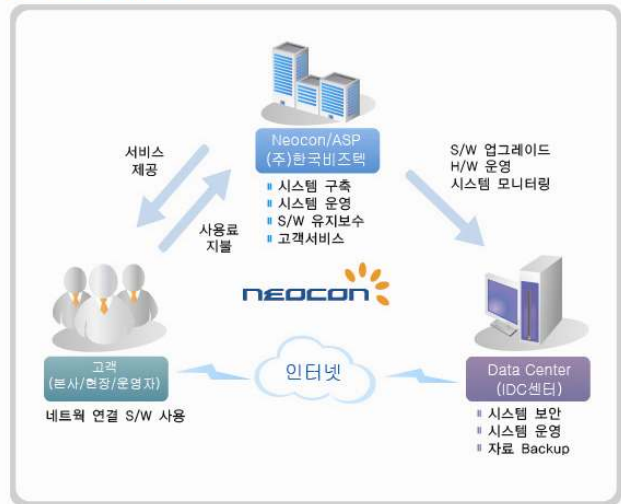 Neocon/ASP
(주)한국비즈텍
시스템 구축
시스템 운영
S/W 유지보수
고객서비스
서비스
제공
사용료
지불
S/W 업그레이드
H/W 운영
시스템 모니터링
neocon
고객
(본사/현장/운영자)
네트웍 연결 S/W 사용
인터넷
Data Center
(IDC센터)
시스템 보안
시스템 운영
자료 Backup